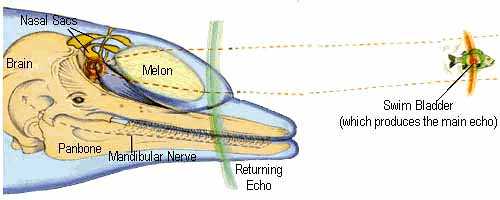 Nasal Sacs
Brain
Melon
Swim Bladder
(which produces the main echo)
Panbone
Mandibular Nerve
Returning
Echo